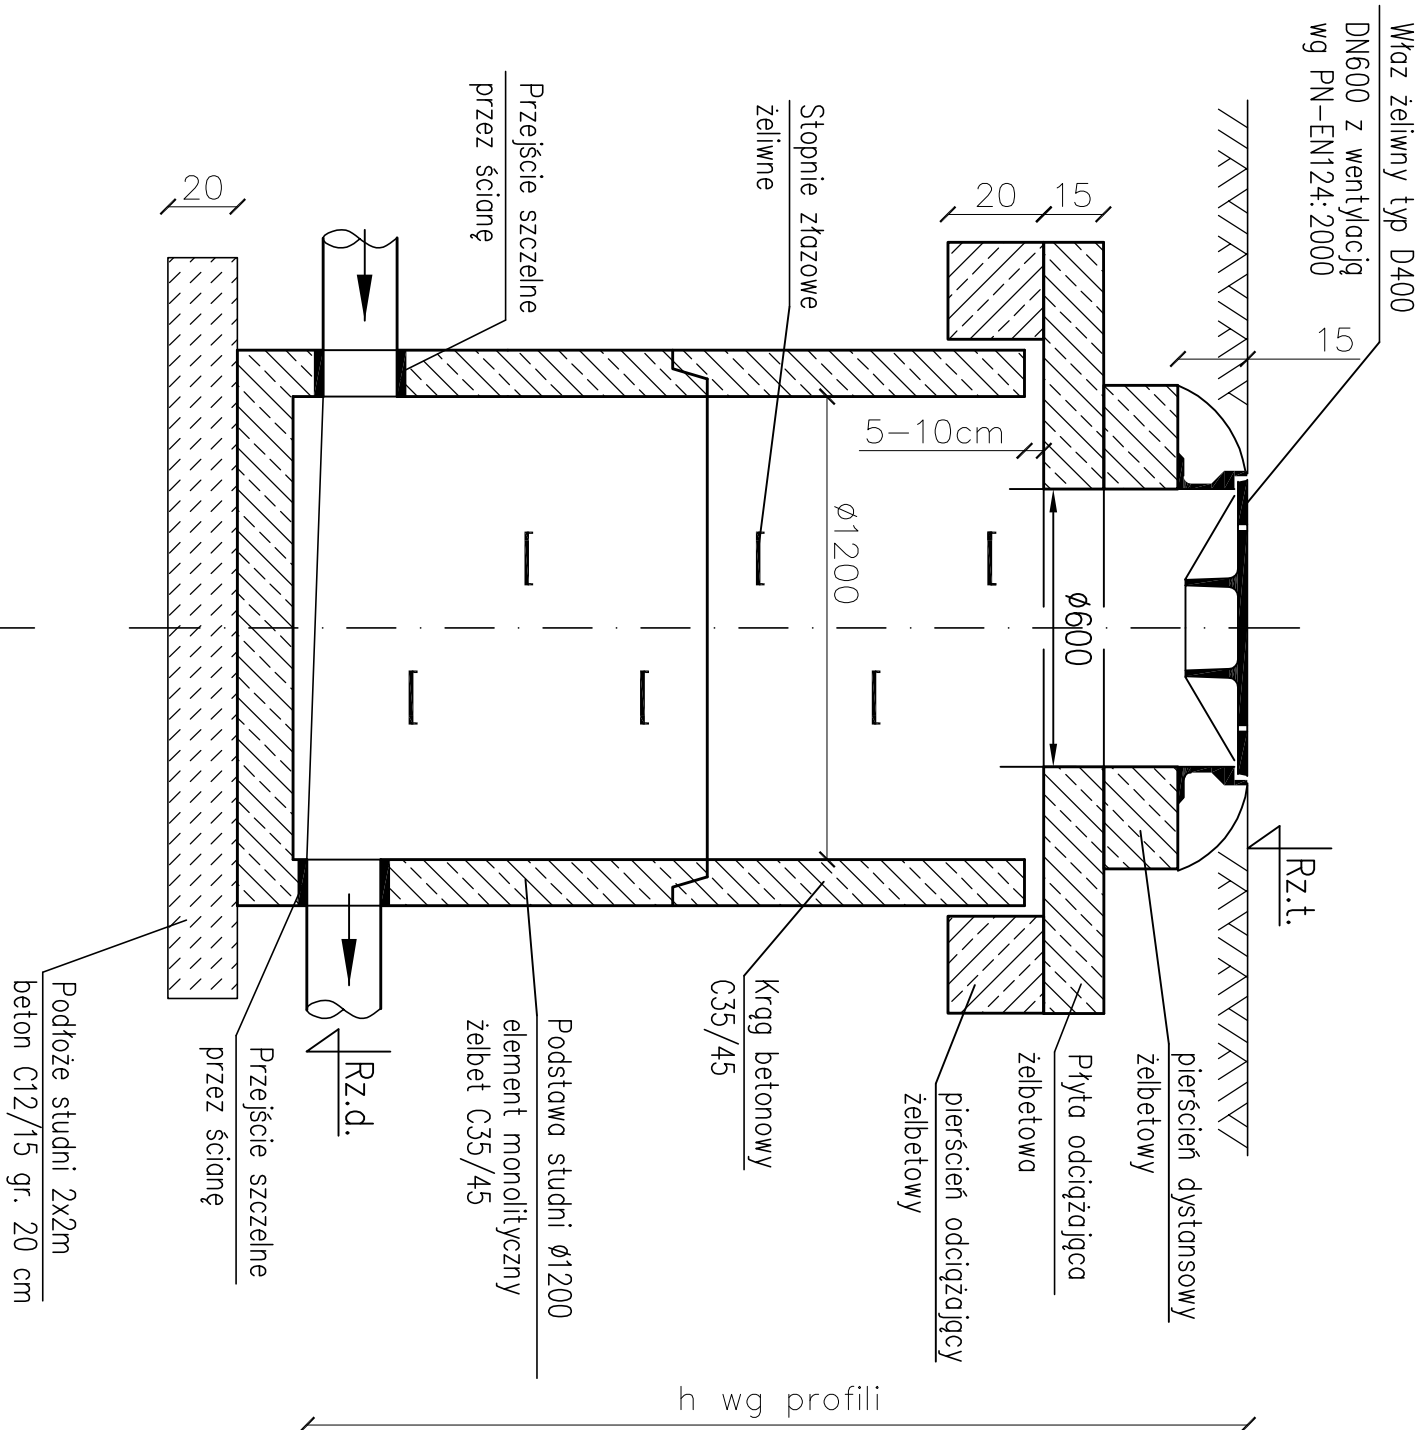 Właz żeliwny typ D400
DN600 z wentylacją
wg PN-EN124:2000
15
Rz.t.
20
15
pierścień dystansowy
żelbetowy
Płyta odciążająca
żelbetowa
pierścień odciążający
żelbetowy
5-10cm
ø600
ø1200
Stopnie złazowe
żeliwne
Krąg betonowy
C35/45
Przejście szczelne
przez ścianę
Podstawa studni ø1200
element monolityczny
żelbet C35/45
Rz.d.
20
Przejście szczelne
przez ścianę
Podłoże studni 2x2m
beton C12/15 gr. 20 cm
h wg profili